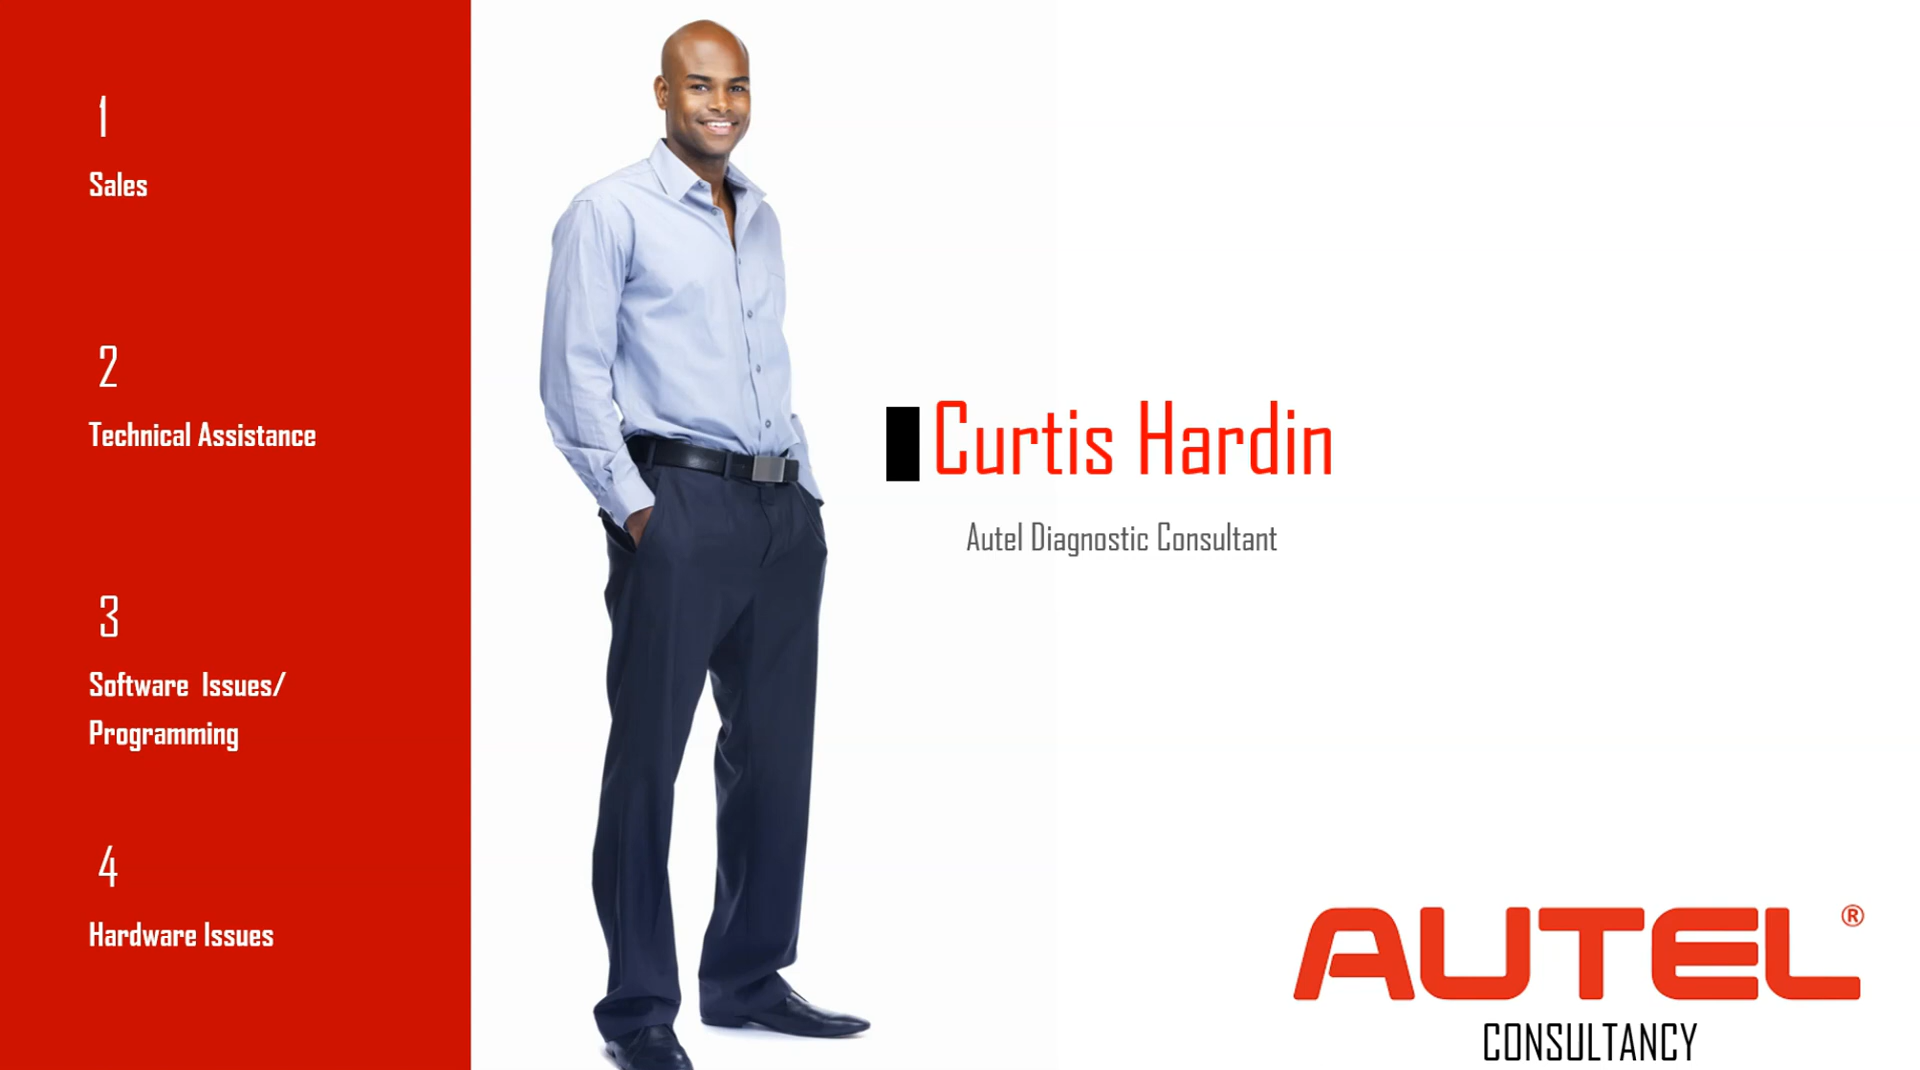 1
Sales
2
Technical Assistance
3
Software Issues/
Programming
4
Hardware Issues
Curtis Hardin
Autel Diagnostic Consultant
AUTEL®
CONSULTANCY